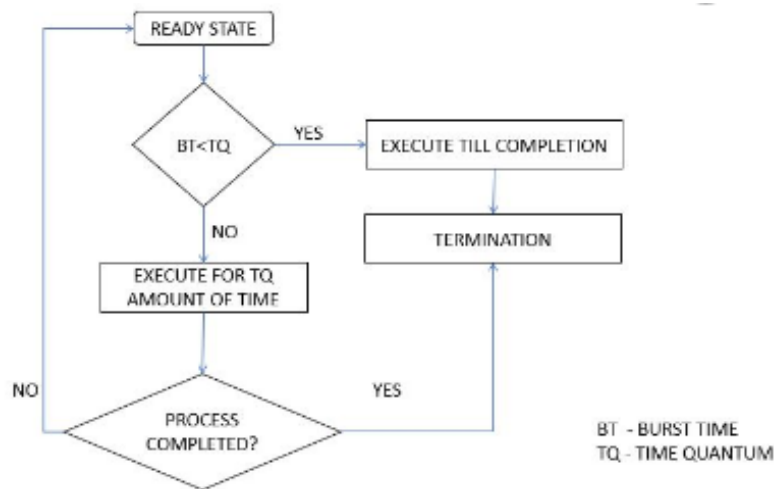 READY STATE
BT<TQ
YES
EXECUTE TILL COMPLETION
NO
TERMINATION
EXECUTE FOR TQ
AMOUNT OF TIME
NO
YES
PROCESS
COMPLETED?
BT - BURST TIME
TQ - TIME QUANTUM